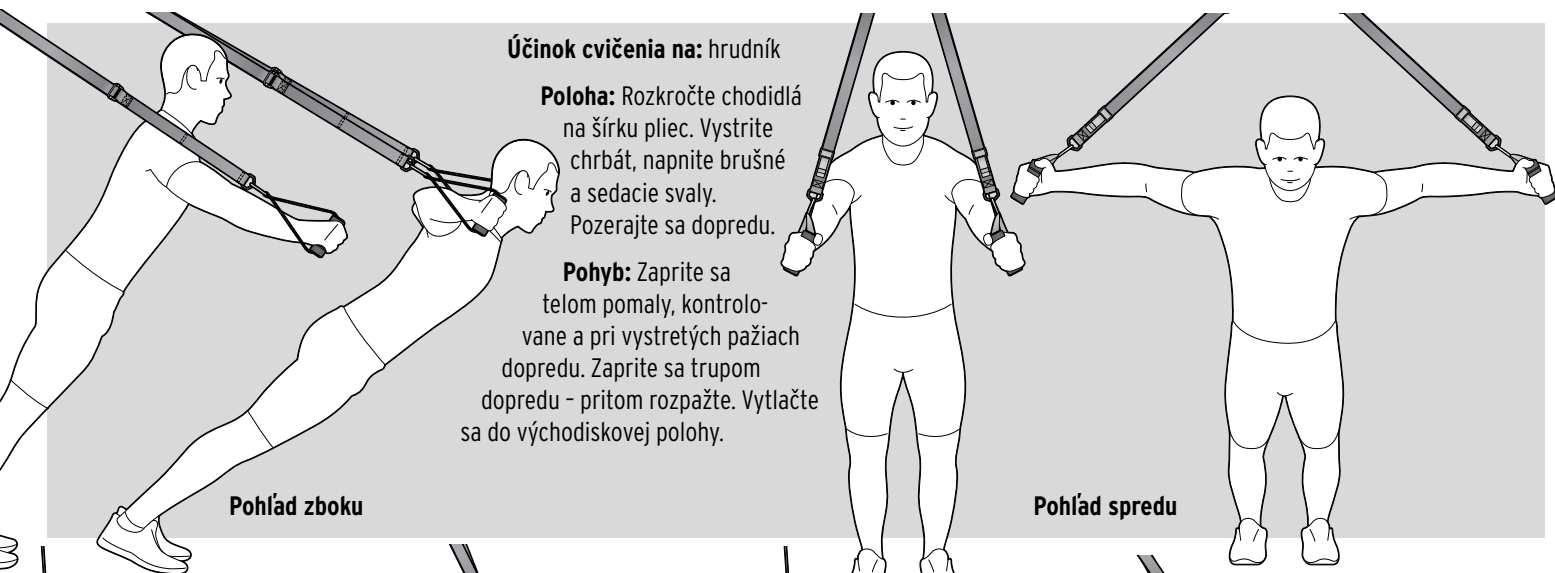 Účinok cvičenia na: hrudník
Poloha: Rozkročte chodidlá
na šírku pliec. Vystrite
chrbát, napnite brušné
a sedacie svaly.
Pozerajte sa dopredu.
Pohyb: Zaprite sa
telom pomaly, kontrolo-
vane a pri vystretých pažiach
dopredu. Zaprite sa trupom
dopredu – pritom rozpažte. Vytlačte
sa do východiskovej polohy.
Pohľad zboku
Pohľad spredu